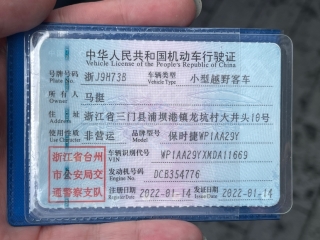 中华人民共和国机动车行驶证
Vehicle License of the People's Republic of China
号牌号码 浙J9H73B 车辆类型 小型越野客车
Plate No. Vehicle Type
所有人 马挺
Owner
住址 浙江省三门县浦坝港镇龙坑村大井头18号
Address
使用性质 非营运 品牌型号 保时捷WP1AA29Y
Use Character Model
浙江省台州 车辆识别代号 WP1AA29YXMDA11669
VIN
市公安局交 发动机号码 DCB354776
Engine No.
通警察支队 注册日期 2022-01-14 发证日期 2022-01-14
Register Date Issue Date